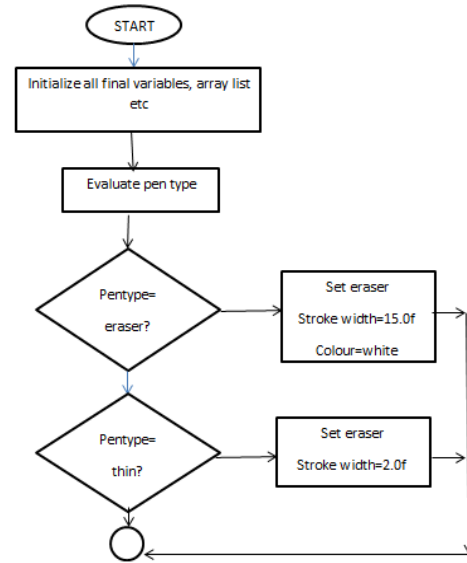 START
Initialize all final variables, array list
etc
Evaluate pen type
Pentype=
eraser?
Set eraser
Stroke width=15.0f
Colour=white
Pentype=
thin?
Set eraser
Stroke width=2.0f